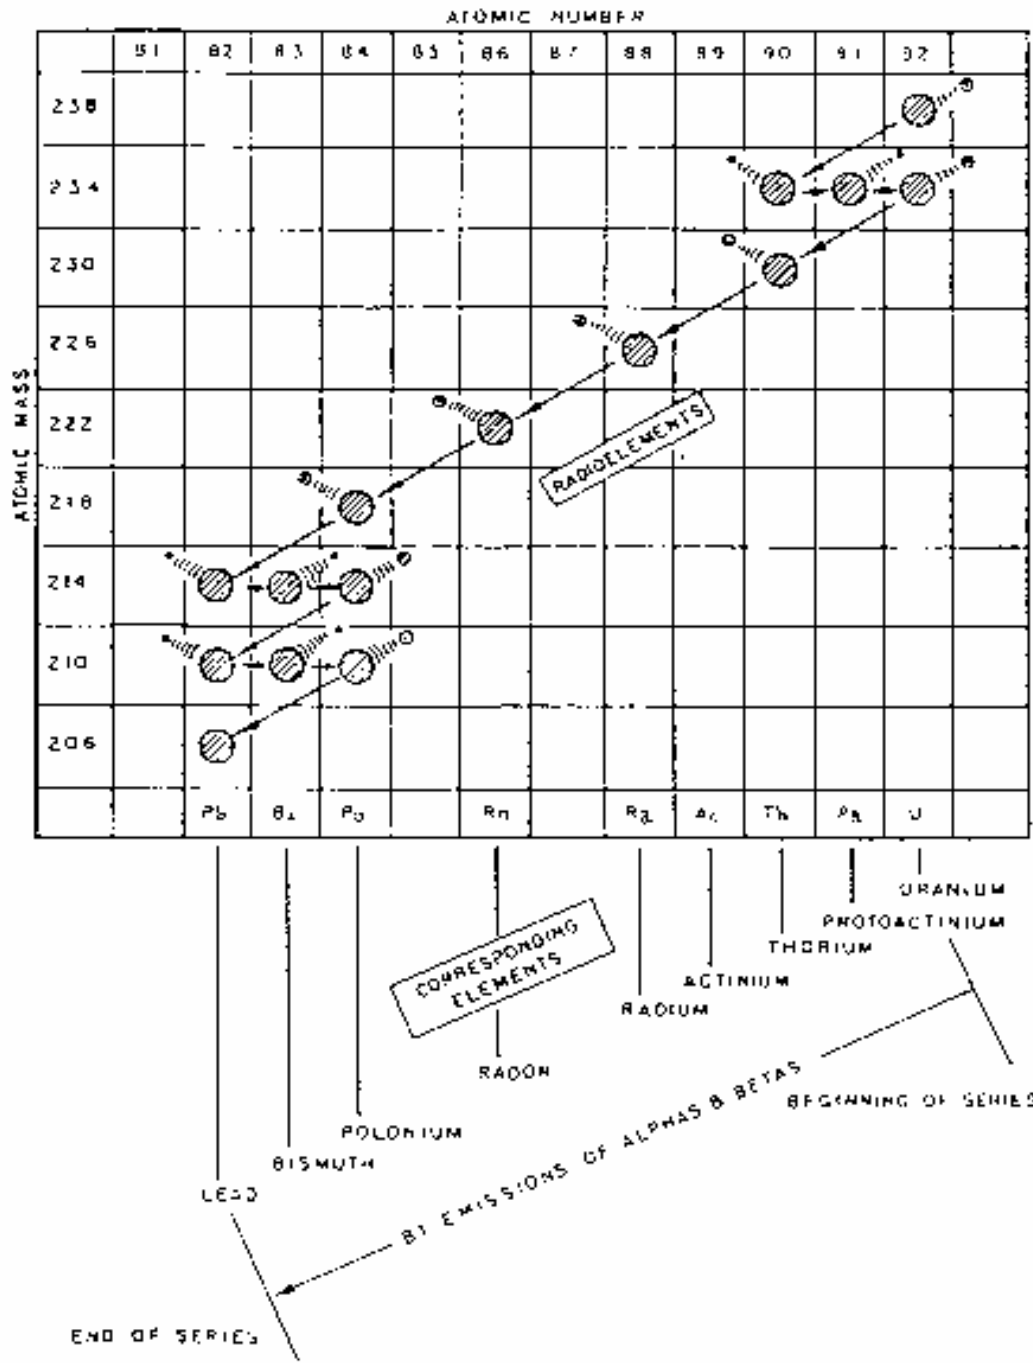 ATOMIC NUMBER
81 82 83 84 85 86 87 88 89 90 91 92
238
234
230
226
222
218
214
210
206
ATOMIC MASS
RADIOELEMENTS
Pb Bi Po Rn Ra Ac Th Pa U
URANIUM
PROTOACTINIUM
THORIUM
ACTINIUM
RADIUM
CORRESPONDING
ELEMENTS
RADON
POLONIUM
BISMUTH
LEAD
BY EMISSIONS OF ALPHAS & BETAS
BEGINNING OF SERIES
END OF SERIES